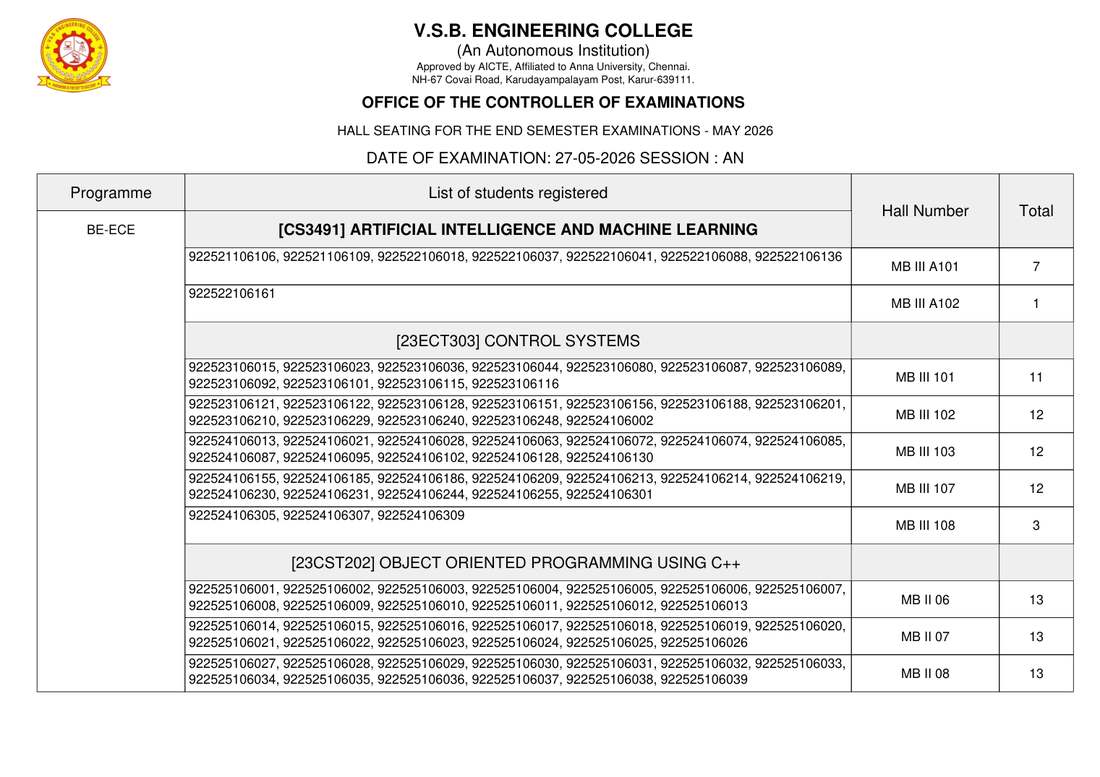 V.S.B. ENGINEERING COLLEGE
(An Autonomous Institution)
Approved by AICTE, Affiliated to Anna University, Chennai.
NH-67 Covai Road, Karudayampalayam Post, Karur-639111.
OFFICE OF THE CONTROLLER OF EXAMINATIONS
HALL SEATING FOR THE END SEMESTER EXAMINATIONS - MAY 2026
DATE OF EXAMINATION: 27-05-2026 SESSION : AN
Programme List of students registered Hall Number Total
BE-ECE [CS3491] ARTIFICIAL INTELLIGENCE AND MACHINE LEARNING
922521106106, 922521106109, 922522106018, 922522106037, 922522106041, 922522106088, 922522106136 MB III A101 7
922522106161 MB III A102 1
[23ECT303] CONTROL SYSTEMS
922523106015, 922523106023, 922523106036, 922523106044, 922523106080, 922523106087, 922523106089,
922523106092, 922523106101, 922523106115, 922523106116 MB III 101 11
922523106121, 922523106122, 922523106128, 922523106151, 922523106156, 922523106188, 922523106201,
922523106210, 922523106229, 922523106240, 922523106248, 922524106002 MB III 102 12
922524106013, 922524106021, 922524106028, 922524106063, 922524106072, 922524106074, 922524106085,
922524106087, 922524106095, 922524106102, 922524106128, 922524106130 MB III 103 12
922524106155, 922524106185, 922524106186, 922524106209, 922524106213, 922524106214, 922524106219,
922524106230, 922524106231, 922524106244, 922524106255, 922524106301 MB III 107 12
922524106305, 922524106307, 922524106309 MB III 108 3
[23CST202] OBJECT ORIENTED PROGRAMMING USING C++
922525106001, 922525106002, 922525106003, 922525106004, 922525106005, 922525106006, 922525106007,
922525106008, 922525106009, 922525106010, 922525106011, 922525106012, 922525106013 MB II 06 13
922525106014, 922525106015, 922525106016, 922525106017, 922525106018, 922525106019, 922525106020,
922525106021, 922525106022, 922525106023, 922525106024, 922525106025, 922525106026 MB II 07 13
922525106027, 922525106028, 922525106029, 922525106030, 922525106031, 922525106032, 922525106033,
922525106034, 922525106035, 922525106036, 922525106037, 922525106038, 922525106039 MB II 08 13